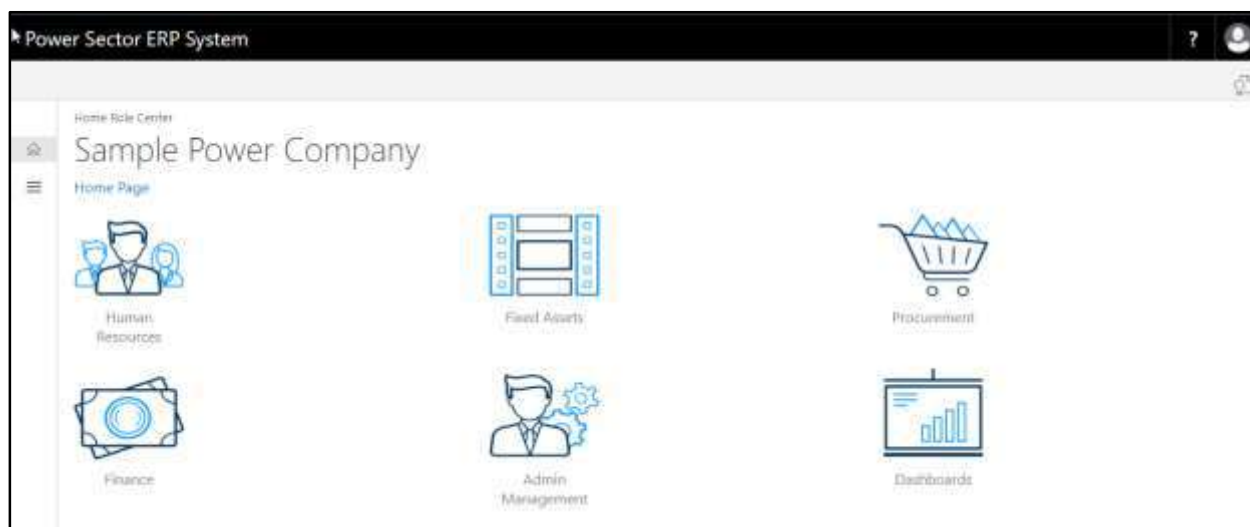 Power Sector ERP System
?
Home Role Center
Sample Power Company
Home Page
Human
Resources
Fixed Assets
Procurement
Finance
Admin
Management
Dashboards